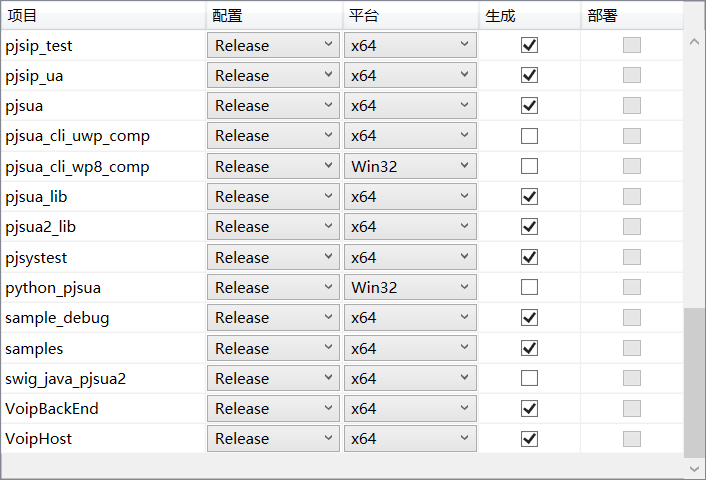 项目 配置 平台 生成 部署
pjsip_test Release x64
pjsip_ua Release x64
pjsua Release x64
pjsua_cli_uwp_comp Release x64
pjsua_cli_wp8_comp Release Win32
pjsua_lib Release x64
pjsua2_lib Release x64
pjsystest Release x64
python_pjsua Release Win32
sample_debug Release x64
samples Release x64
swig_java_pjsua2 Release x64
VoipBackEnd Release x64
VoipHost Release x64